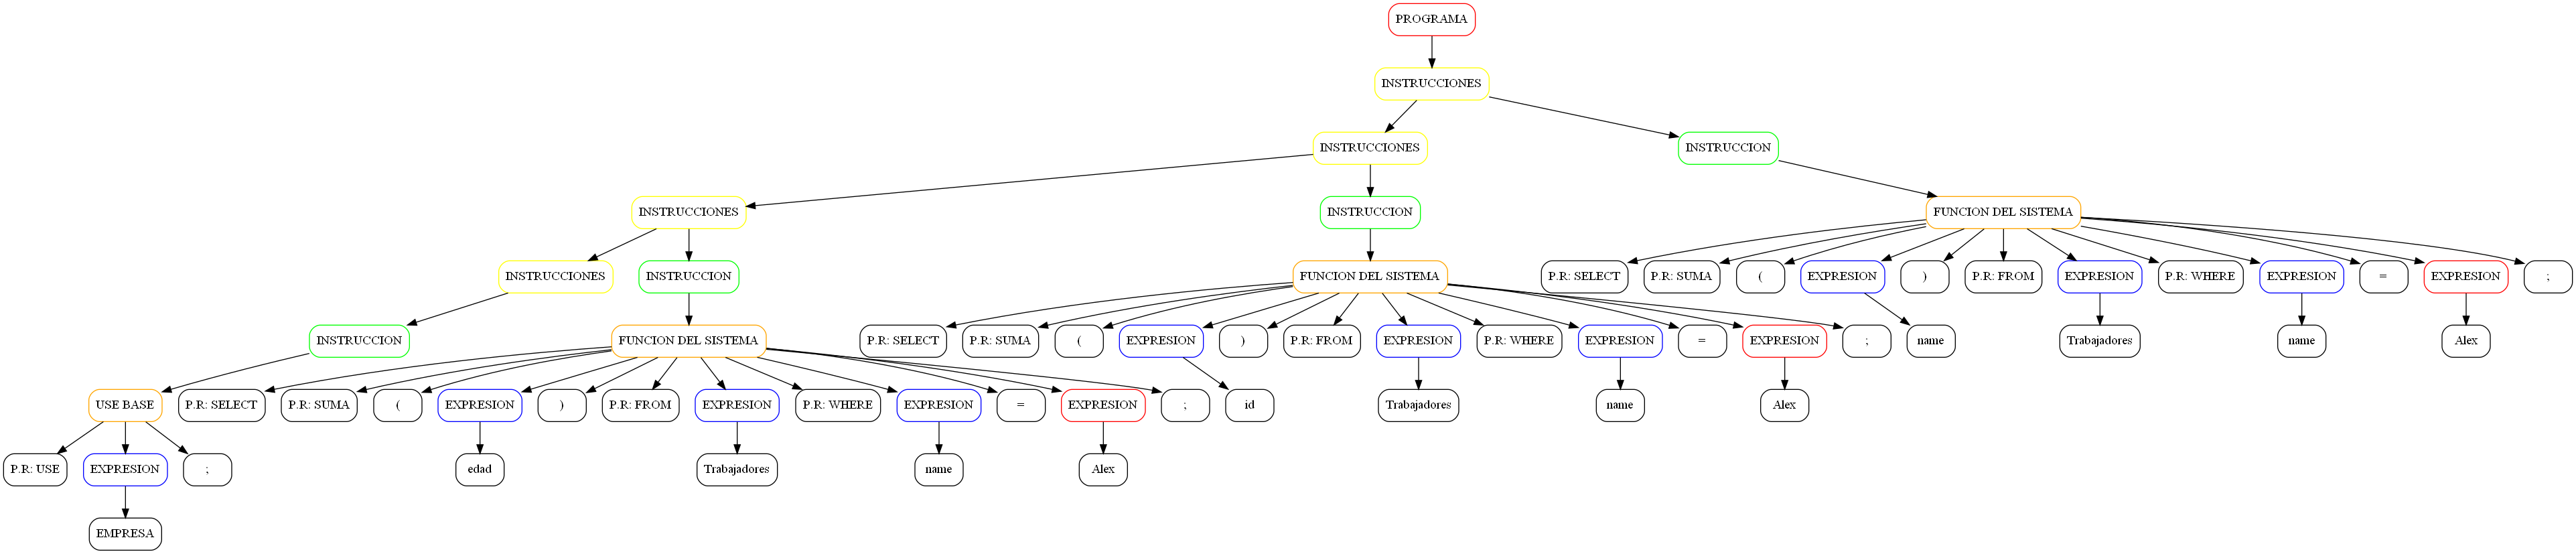 PROGRAMA
INSTRUCCIONES
INSTRUCCIONES INSTRUCCION
INSTRUCCIONES INSTRUCCION FUNCION DEL SISTEMA
INSTRUCCIONES INSTRUCCION FUNCION DEL SISTEMA P.R: SELECT P.R: SUMA ( EXPRESION ) P.R: FROM EXPRESION P.R: WHERE EXPRESION = EXPRESION ;
INSTRUCCION FUNCION DEL SISTEMA P.R: SELECT P.R: SUMA ( EXPRESION ) P.R: FROM EXPRESION P.R: WHERE EXPRESION = EXPRESION ; name Trabajadores name Alex
USE BASE P.R: SELECT P.R: SUMA ( EXPRESION ) P.R: FROM EXPRESION P.R: WHERE EXPRESION = EXPRESION ; id Trabajadores name Alex
P.R: USE EXPRESION ; edad Trabajadores name Alex
EMPRESA